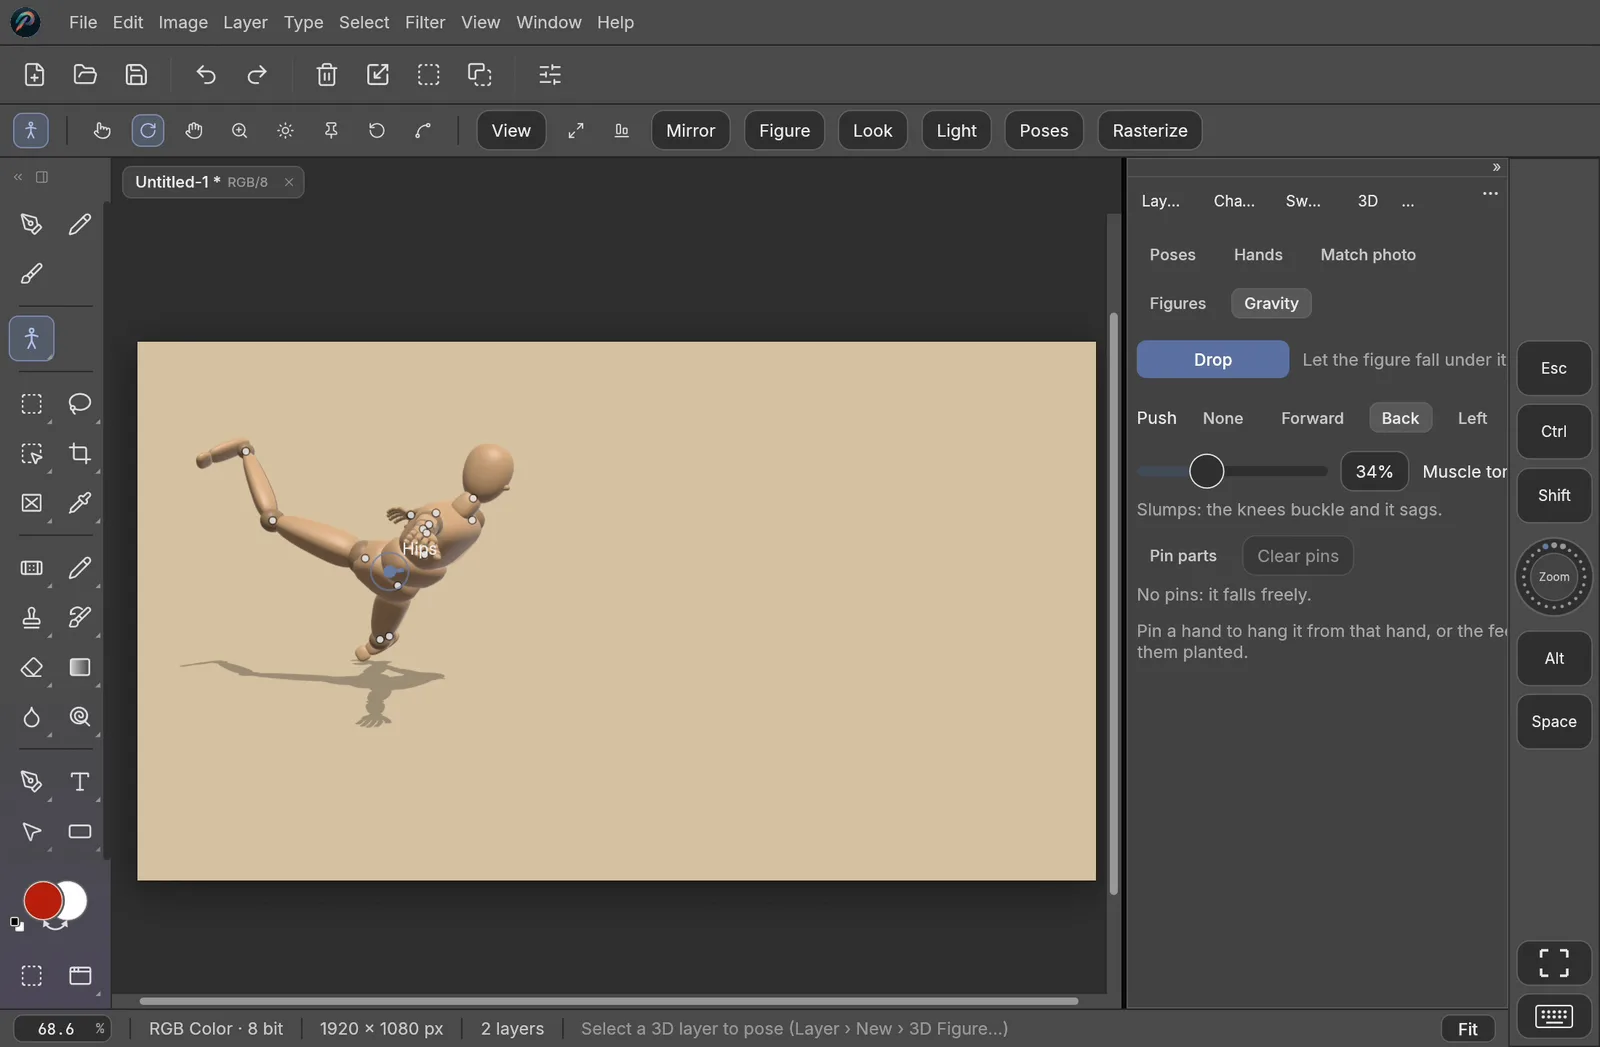 File Edit Image Layer Type Select Filter View Window Help
View Mirror Figure Look Light Poses Rasterize
Untitled-1 * RGB/8
Lay... Cha... Sw... 3D ...
Poses Hands Match photo
Figures Gravity
Drop Let the figure fall under it
Push None Forward Back Left
34% Muscle tor
Slumps: the knees buckle and it sags.
Pin parts Clear pins
No pins: it falls freely.
Pin a hand to hang it from that hand, or the fee
them planted.
Hips
Esc
Ctrl
Shift
Zoom
Alt
Space
68.6 % RGB Color · 8 bit 1920 × 1080 px 2 layers Select a 3D layer to pose (Layer › New › 3D Figure...) Fit